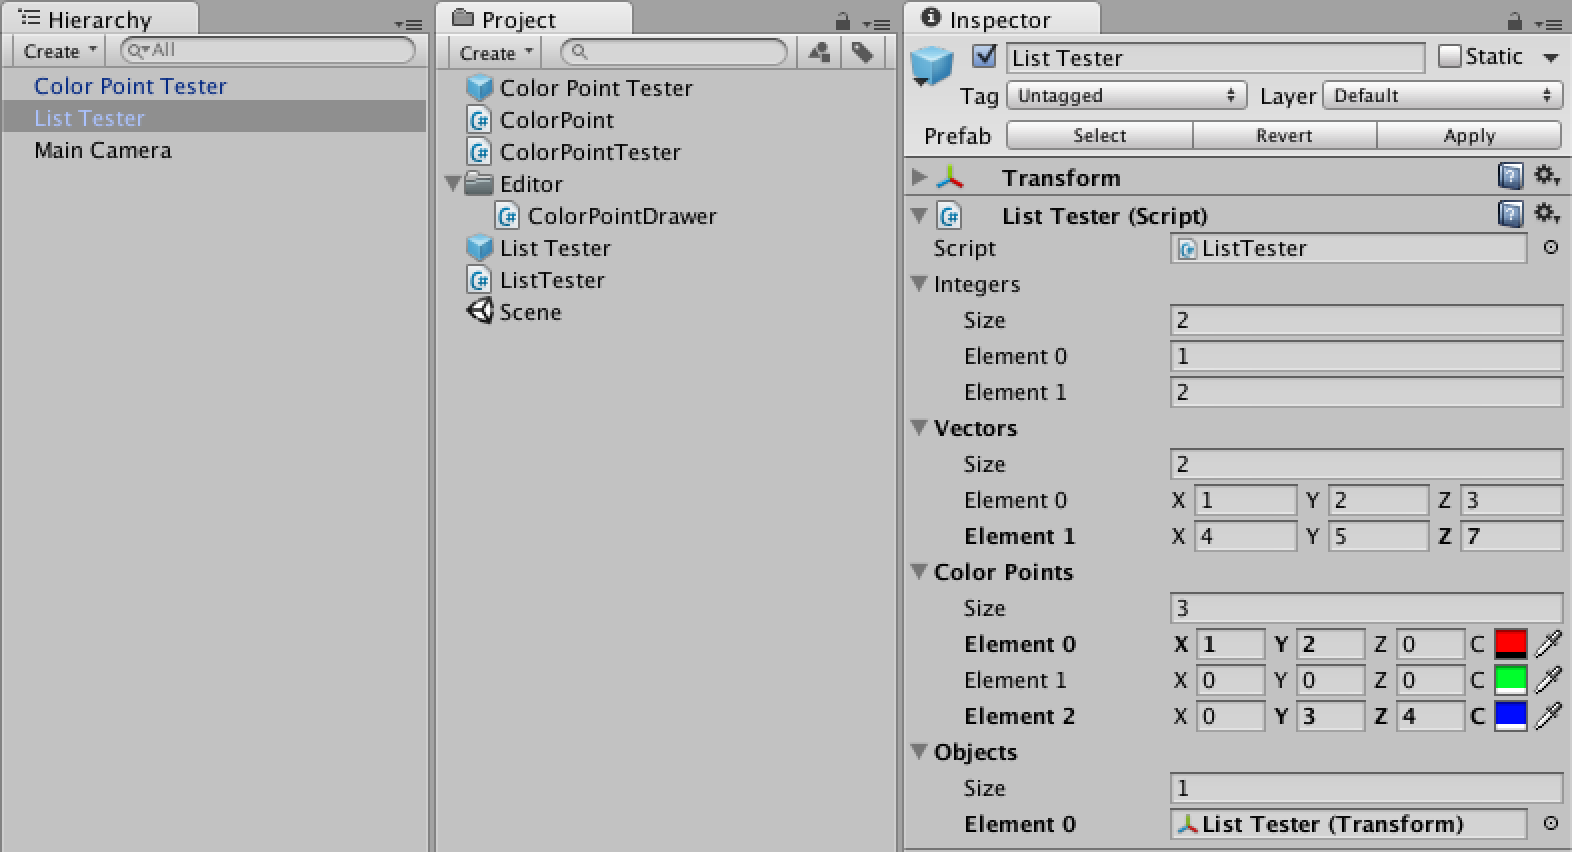 Hierarchy
Create
All
Color Point Tester
List Tester
Main Camera
Project
Create
Color Point Tester
C# ColorPoint
C# ColorPointTester
Editor
C# ColorPointDrawer
List Tester
C# ListTester
Scene
Inspector
List Tester
Static
Tag Untagged Layer Default
Prefab Select Revert Apply
Transform
C# List Tester (Script)
Script C# ListTester
Integers
Size 2
Element 0 1
Element 1 2
Vectors
Size 2
Element 0 X 1 Y 2 Z 3
Element 1 X 4 Y 5 Z 7
Color Points
Size 3
Element 0 X 1 Y 2 Z 0 C
Element 1 X 0 Y 0 Z 0 C
Element 2 X 0 Y 3 Z 4 C
Objects
Size 1
Element 0 List Tester (Transform)